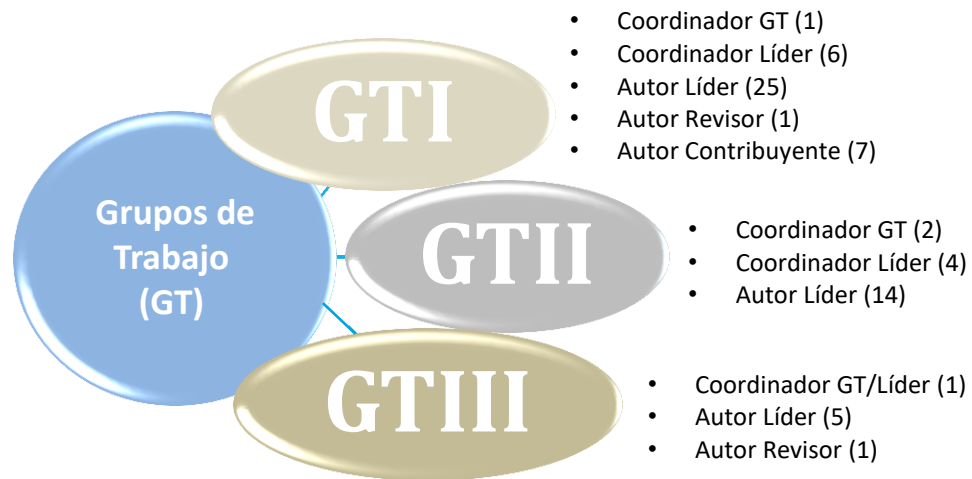 Grupos de
Trabajo
(GT)
GTI
• Coordinador GT (1)
• Coordinador Líder (6)
• Autor Líder (25)
• Autor Revisor (1)
• Autor Contribuyente (7)
GTII
• Coordinador GT (2)
• Coordinador Líder (4)
• Autor Líder (14)
GTIII
• Coordinador GT/Líder (1)
• Autor Líder (5)
• Autor Revisor (1)